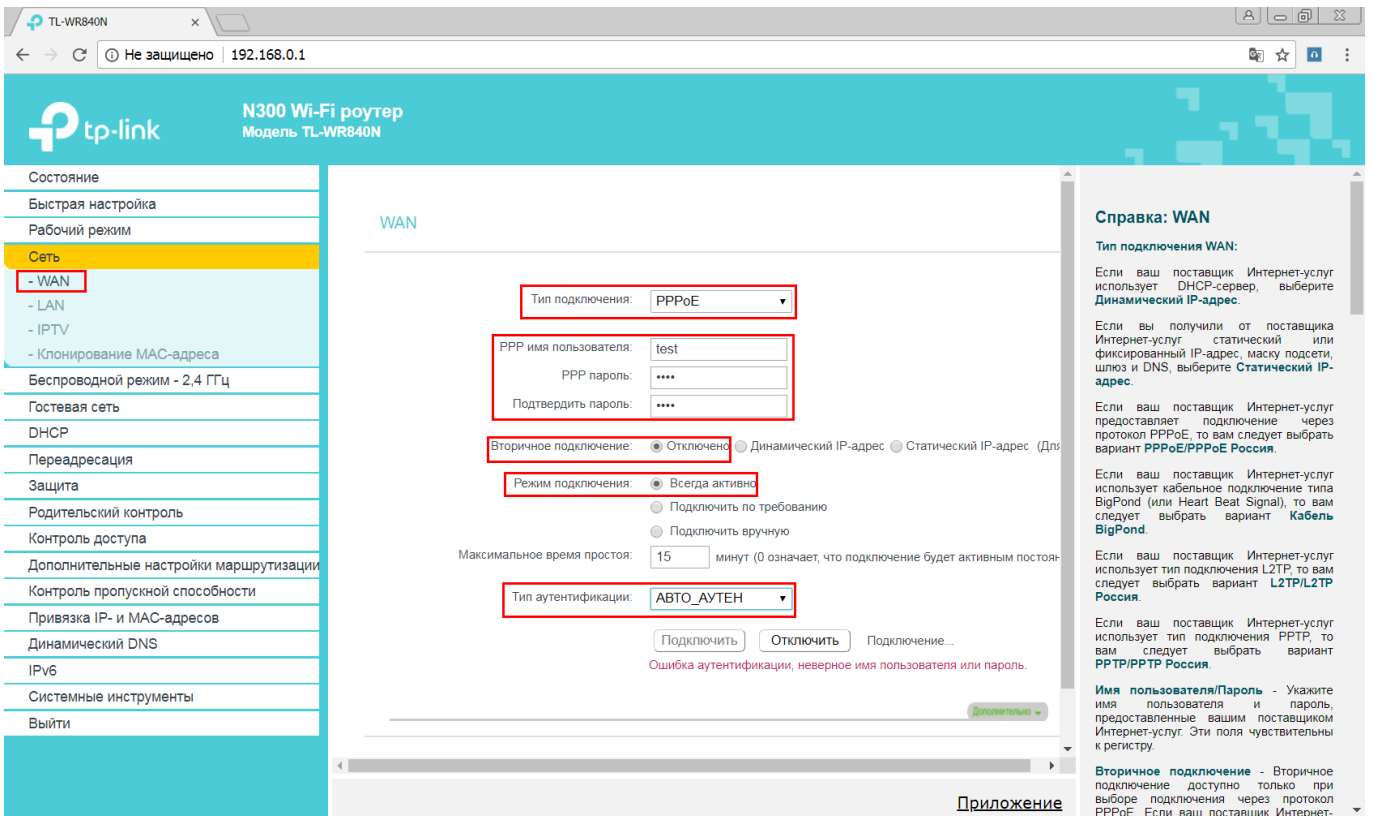 TL-WR840N
Не защищено | 192.168.0.1
tp-link
N300 Wi-Fi роутер
Модель TL-WR840N
Состояние
Быстрая настройка
Рабочий режим
Сеть
- WAN
- LAN
- IPTV
- Клонирование MAC-адреса
Беспроводной режим - 2,4 ГГц
Гостевая сеть
DHCP
Переадресация
Защита
Родительский контроль
Контроль доступа
Дополнительные настройки маршрутизации
Контроль пропускной способности
Привязка IP- и MAC-адресов
Динамический DNS
IPv6
Системные инструменты
Выйти
WAN
Тип подключения: PPPoE
PPP имя пользователя: test
PPP пароль: ••••
Подтвердить пароль: ••••
Вторичное подключение: Отключено Динамический IP-адрес Статический IP-адрес (Для
Режим подключения: Всегда активно
Подключить по требованию
Подключить вручную
Максимальное время простоя: 15 минут (0 означает, что подключение будет активным постоян
Тип аутентификации: АВТО_АУТЕН
Подключить Отключить Подключение...
Ошибка аутентификации, неверное имя пользователя или пароль.
Дополнительно
Приложение
Справка: WAN
Тип подключения WAN:
Если ваш поставщик Интернет-услуг
использует DHCP-сервер, выберите
Динамический IP-адрес.
Если вы получили от поставщика
Интернет-услуг статический или
фиксированный IP-адрес, маску подсети,
шлюз и DNS, выберите Статический IP-
адрес.
Если ваш поставщик Интернет-услуг
предоставляет подключение через
протокол PPPoE, то вам следует выбрать
вариант PPPoE/PPPoE Россия.
Если ваш поставщик Интернет-услуг
использует кабельное подключение типа
BigPond (или Heart Beat Signal), то вам
следует выбрать вариант Кабель
BigPond.
Если ваш поставщик Интернет-услуг
использует тип подключения L2TP, то вам
следует выбрать вариант L2TP/L2TP
Россия.
Если ваш поставщик Интернет-услуг
использует тип подключения PPTP, то
вам следует выбрать вариант
PPTP/PPTP Россия.
Имя пользователя/Пароль - Укажите
имя пользователя и пароль,
предоставленные вашим поставщиком
Интернет-услуг. Эти поля чувствительны
к регистру.
Вторичное подключение - Вторичное
подключение доступно только при
выборе подключения через протокол
PPPoE. Если ваш поставщик Интернет-